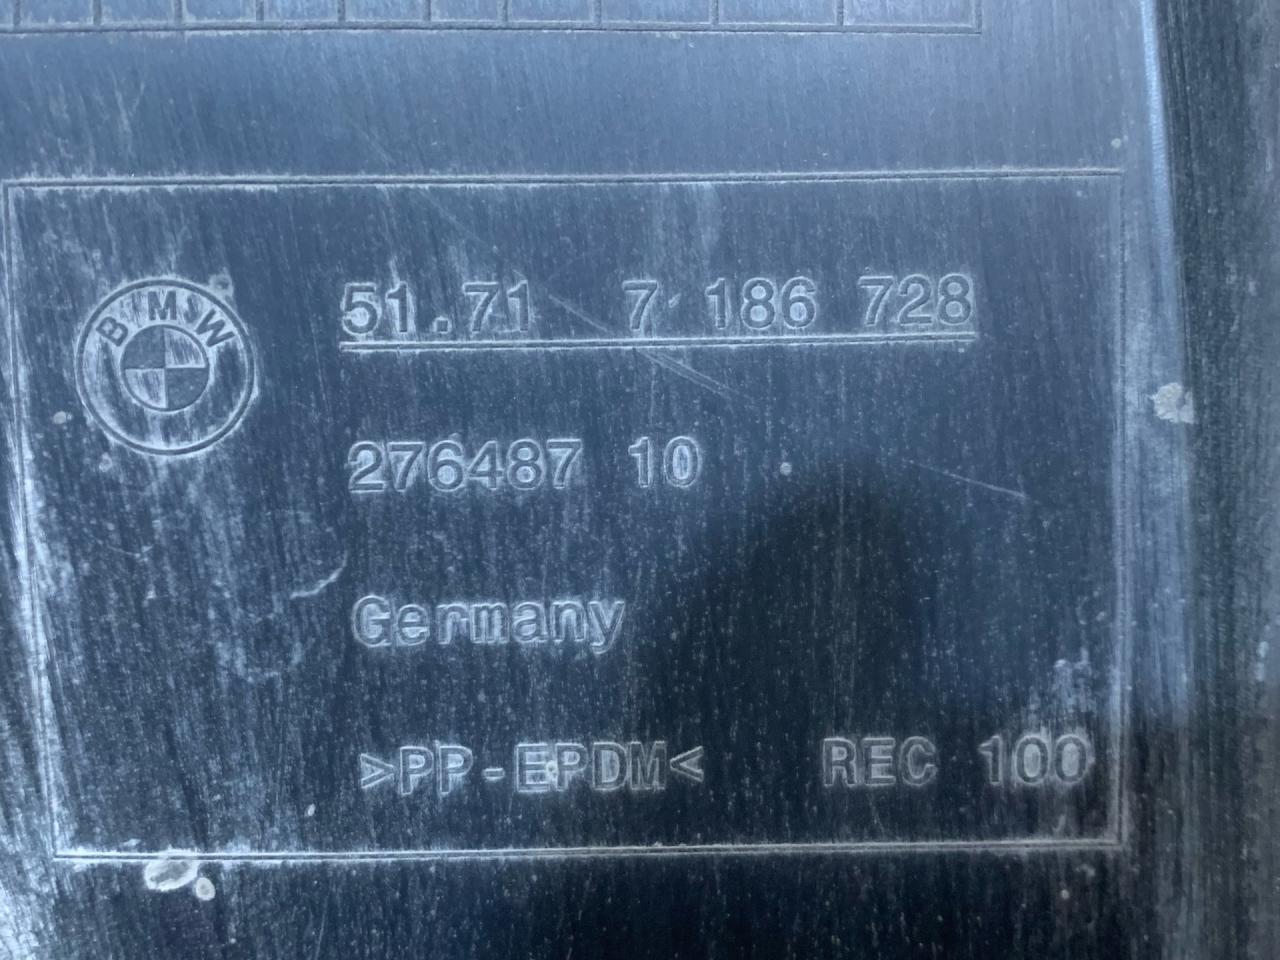 BMW
51.71 7 186 728
276487 10
Germany
>PP-EPDM< REC 100